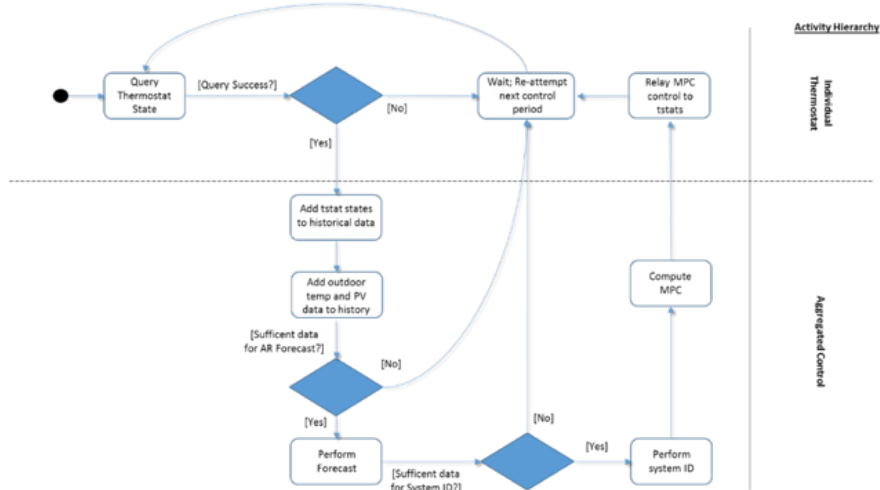 Activity Hierarchy
Query
Thermostat
State
[Query Success?]
[No]
[Yes]
Wait; Re-attempt
next control
period
Relay MPC
control to
tstats
Individual
Thermostat
Add tstat states
to historical data
Add outdoor
temp and PV
data to history
[Sufficent data
for AR Forecast?]
[No]
[Yes]
Perform
Forecast
[Sufficent data
for System ID?]
[No]
[Yes]
Perform
system ID
Compute
MPC
Aggregated Control